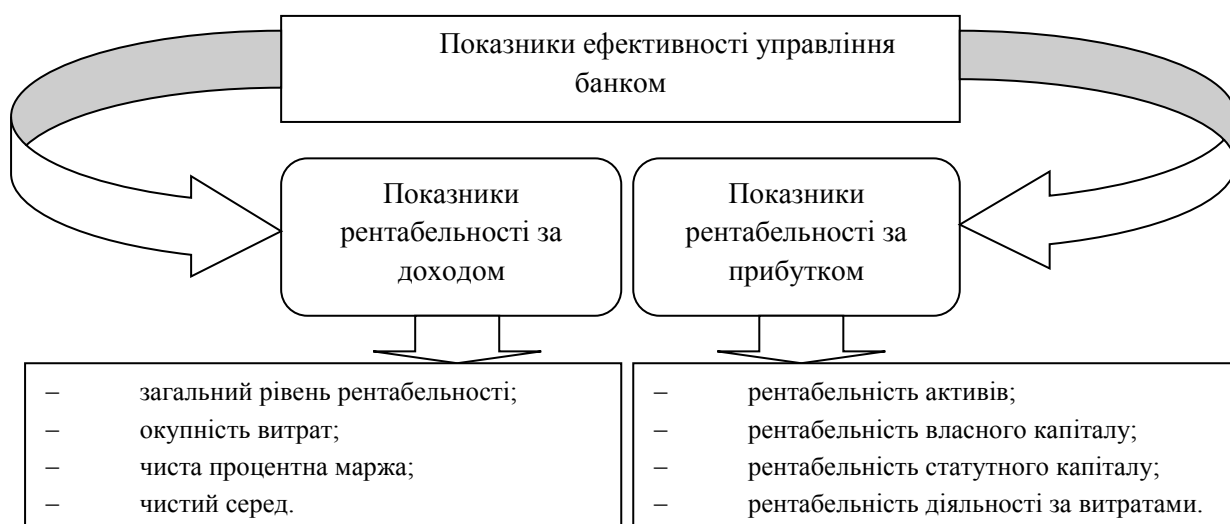 Показники ефективності управління
банком
Показники
рентабельності за
доходом
Показники
рентабельності за
прибутком
– загальний рівень рентабельності;
– окупність витрат;
– чиста процентна маржа;
– чистий серед.
– рентабельність активів;
– рентабельність власного капіталу;
– рентабельність статутного капіталу;
– рентабельність діяльності за витратами.